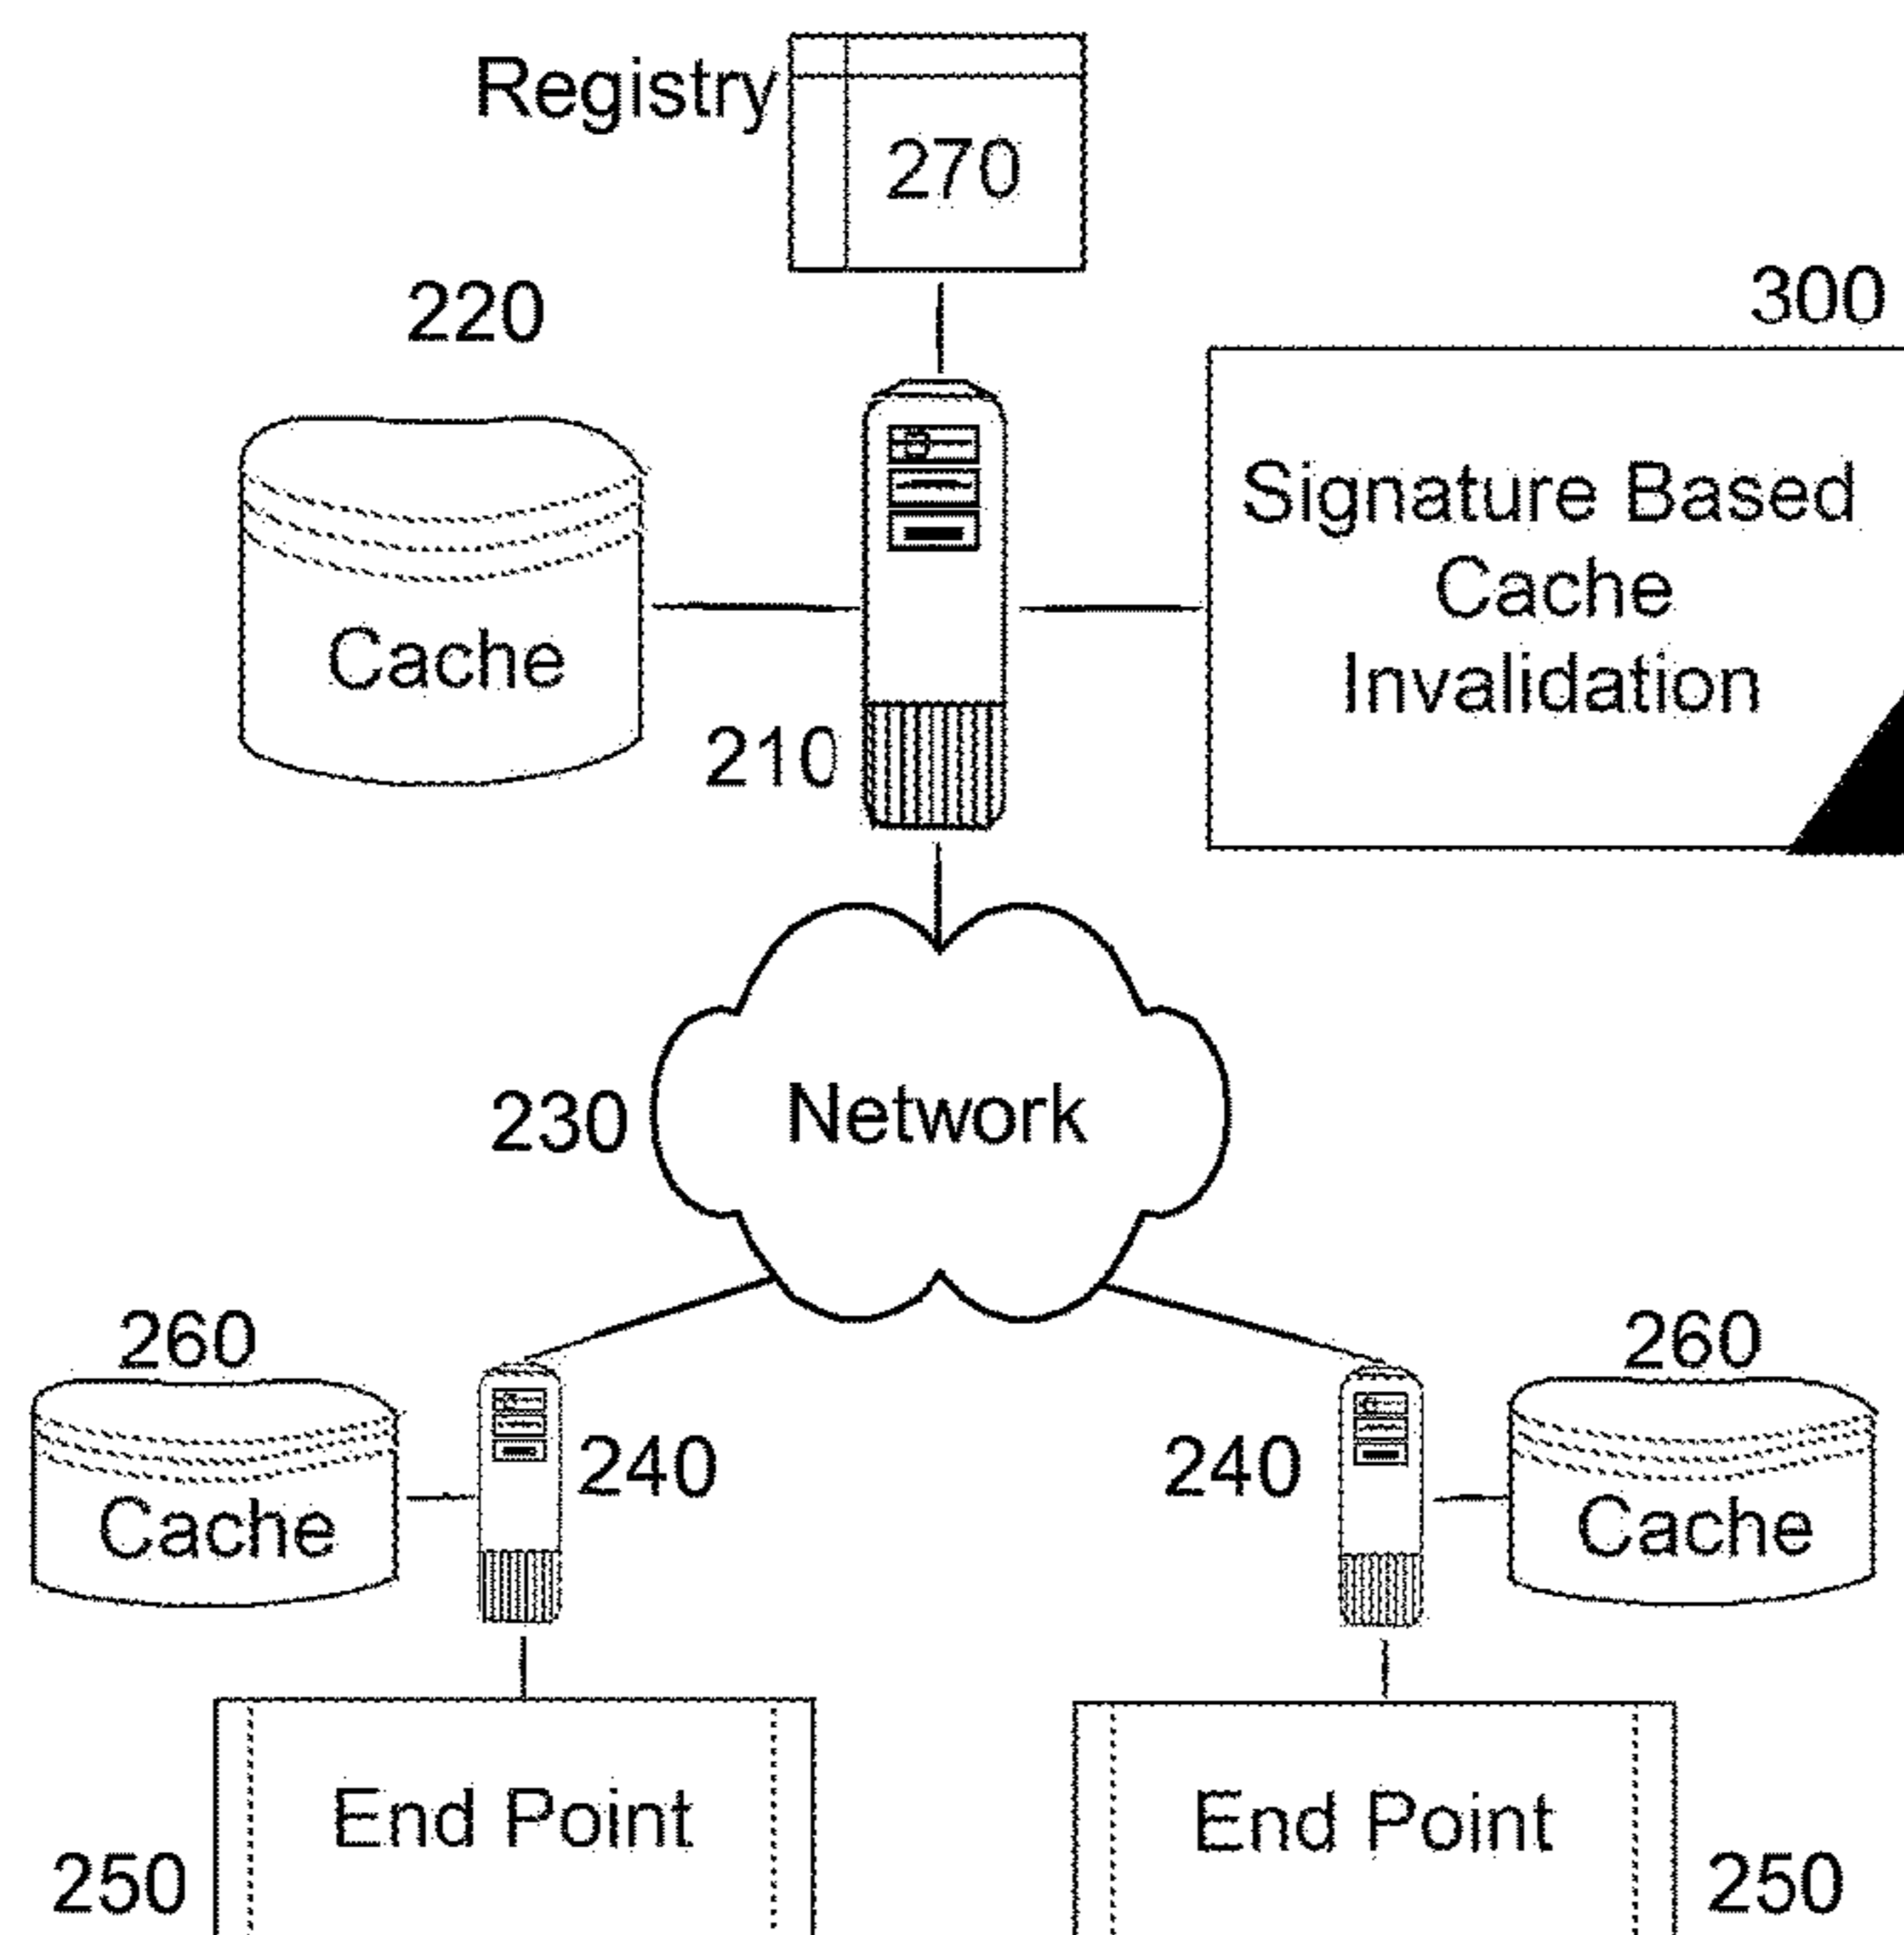 Registry
270
220
300
Cache
Signature Based
Cache
Invalidation
210
230
Network
260
260
240
240
Cache
Cache
End Point
End Point
250
250